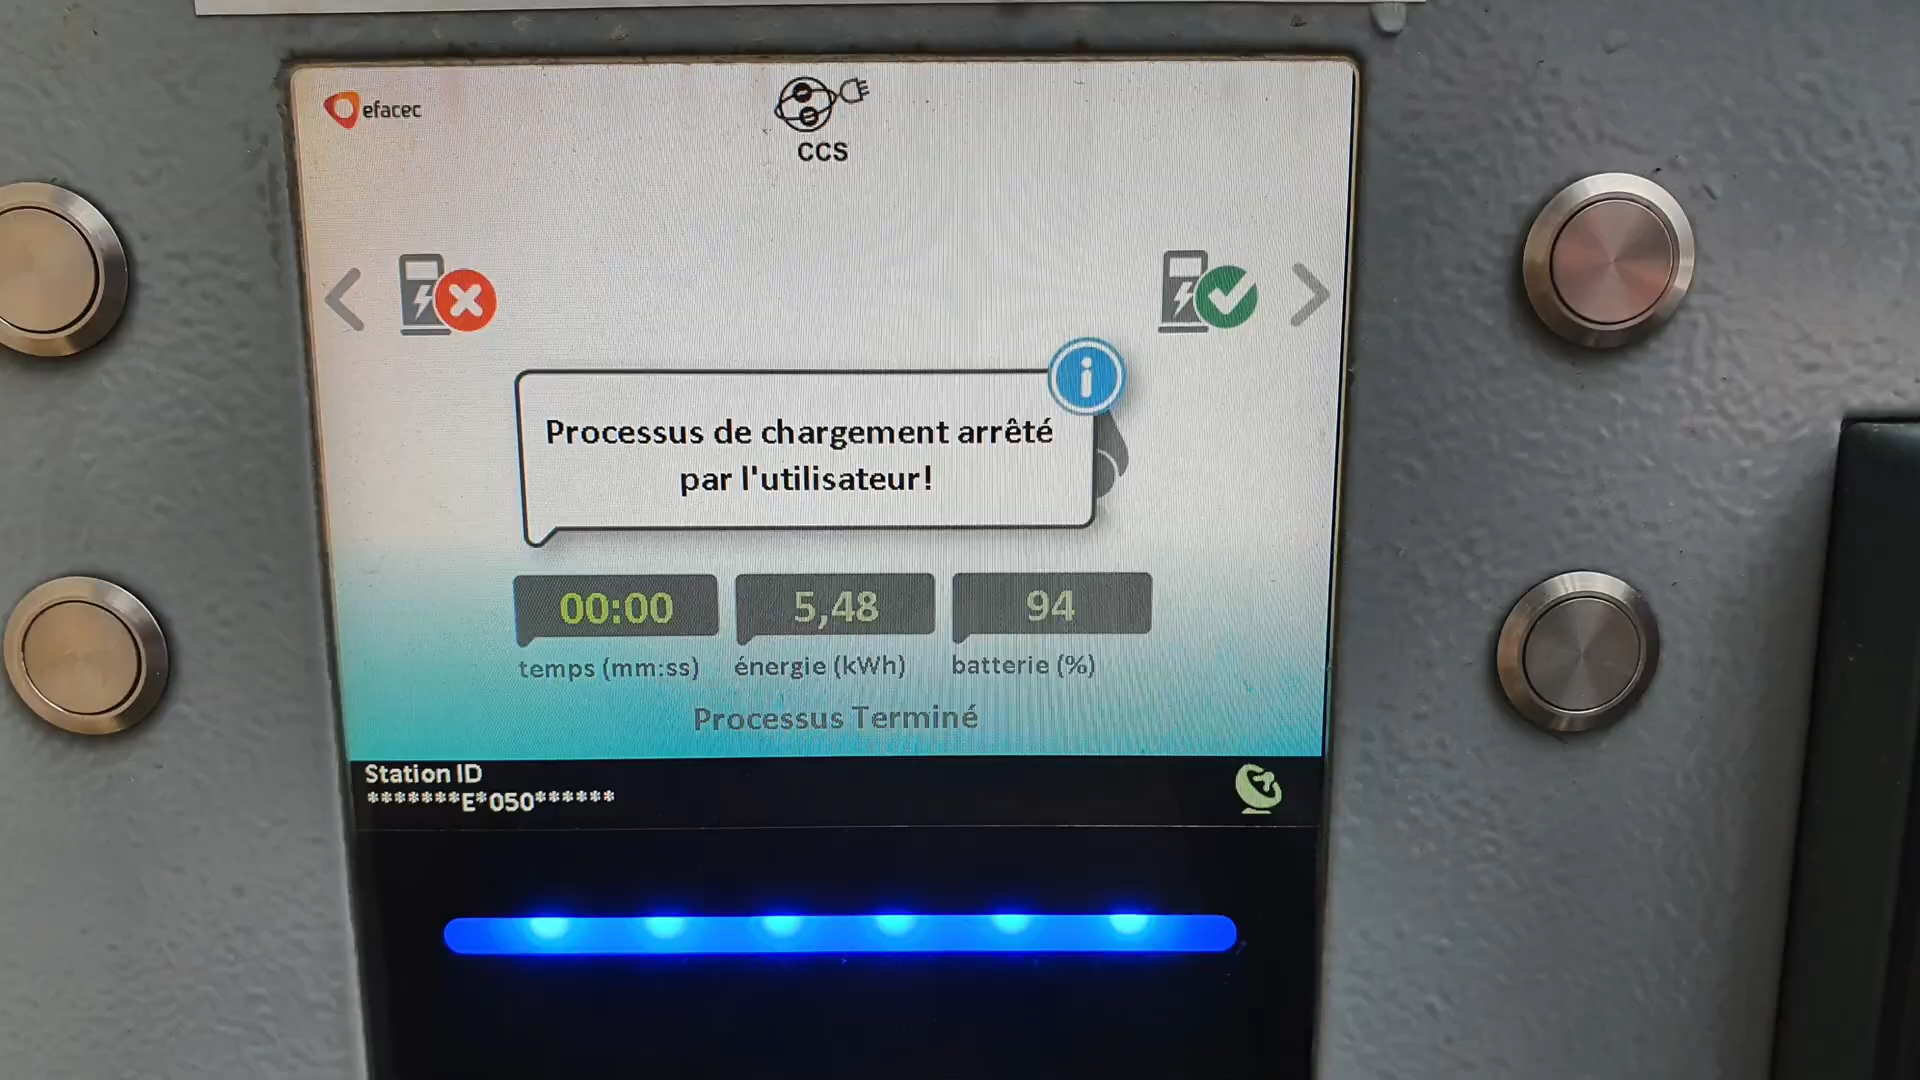 efacec
CCS
Processus de chargement arrêté
par l'utilisateur!
00:00
5,48
94
temps (mm:ss)
énergie (kWh)
batterie (%)
Processus Terminé
Station ID
*******E*050******